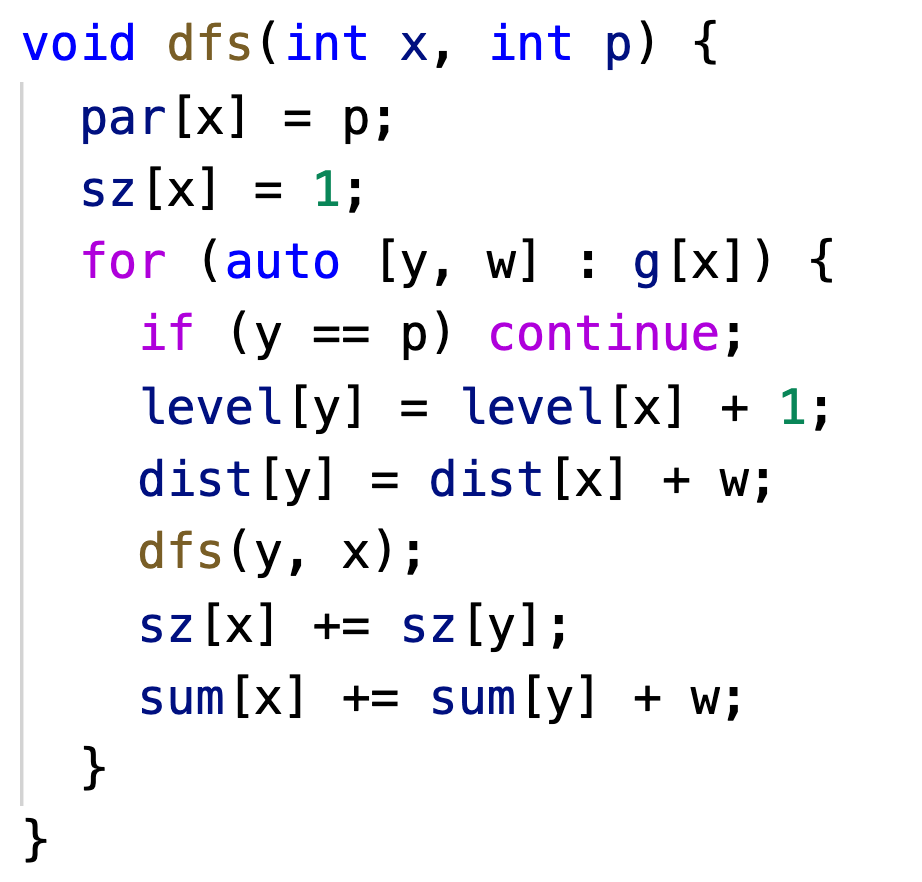 void dfs(int x, int p) {
  par[x] = p;
  sz[x] = 1;
  for (auto [y, w] : g[x]) {
    if (y == p) continue;
    level[y] = level[x] + 1;
    dist[y] = dist[x] + w;
    dfs(y, x);
    sz[x] += sz[y];
    sum[x] += sum[y] + w;
  }
}